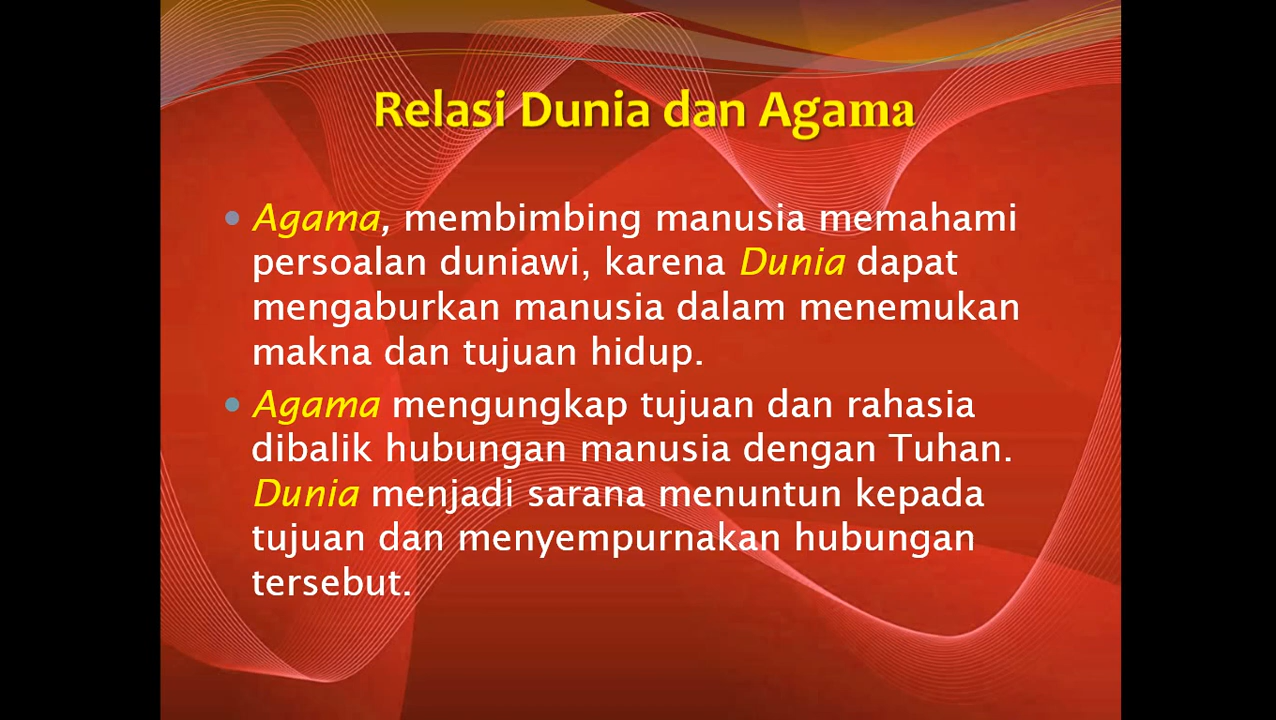 Relasi Dunia dan Agama
• Agama, membimbing manusia memahami
persoalan duniawi, karena Dunia dapat
mengaburkan manusia dalam menemukan
makna dan tujuan hidup.
• Agama mengungkap tujuan dan rahasia
dibalik hubungan manusia dengan Tuhan.
Dunia menjadi sarana menuntun kepada
tujuan dan menyempurnakan hubungan
tersebut.